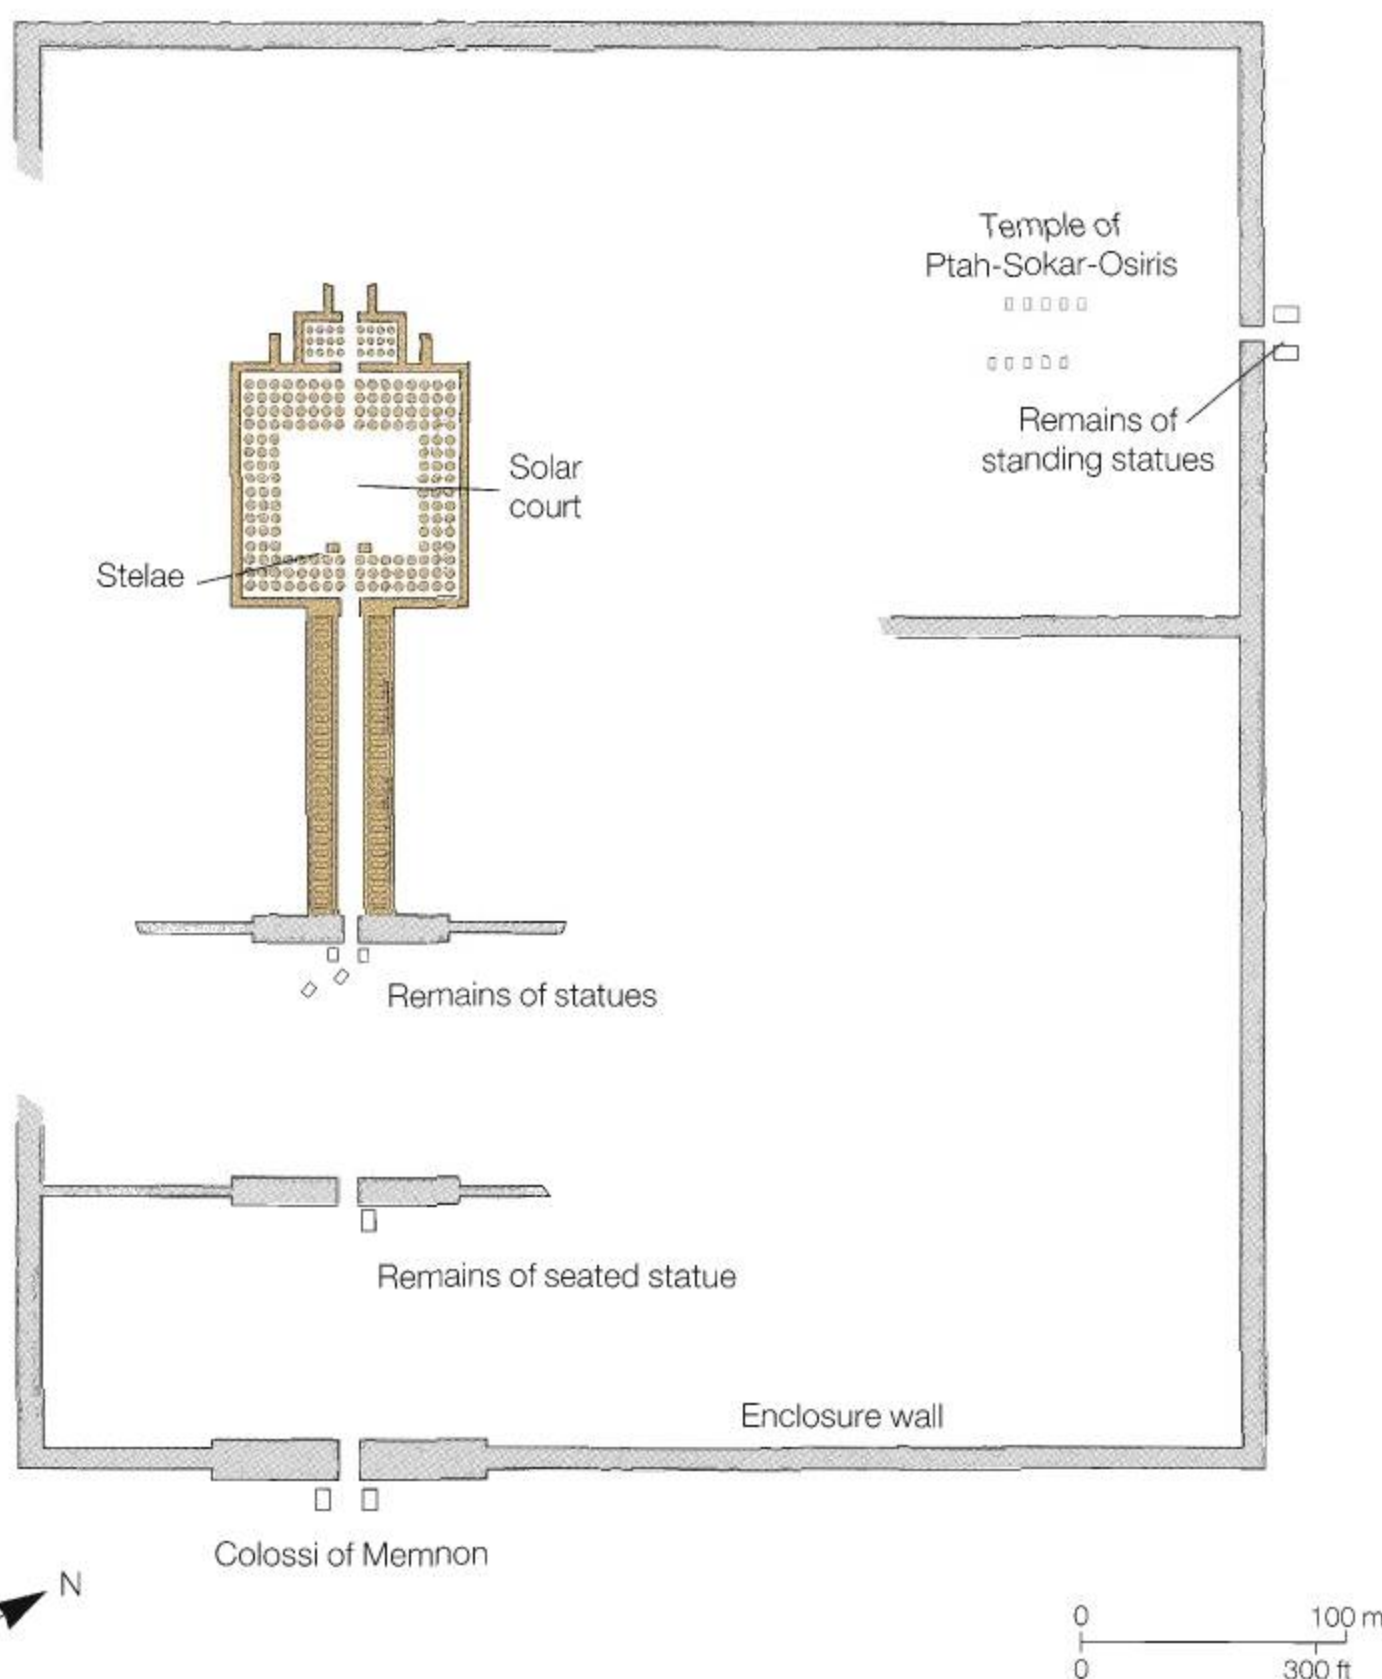 Temple of
Ptah-Sokar-Osiris
Remains of
standing statues
Solar
court
Stelae
Remains of statues
Remains of seated statue
Enclosure wall
Colossi of Memnon
N
0 100 m
0 300 ft